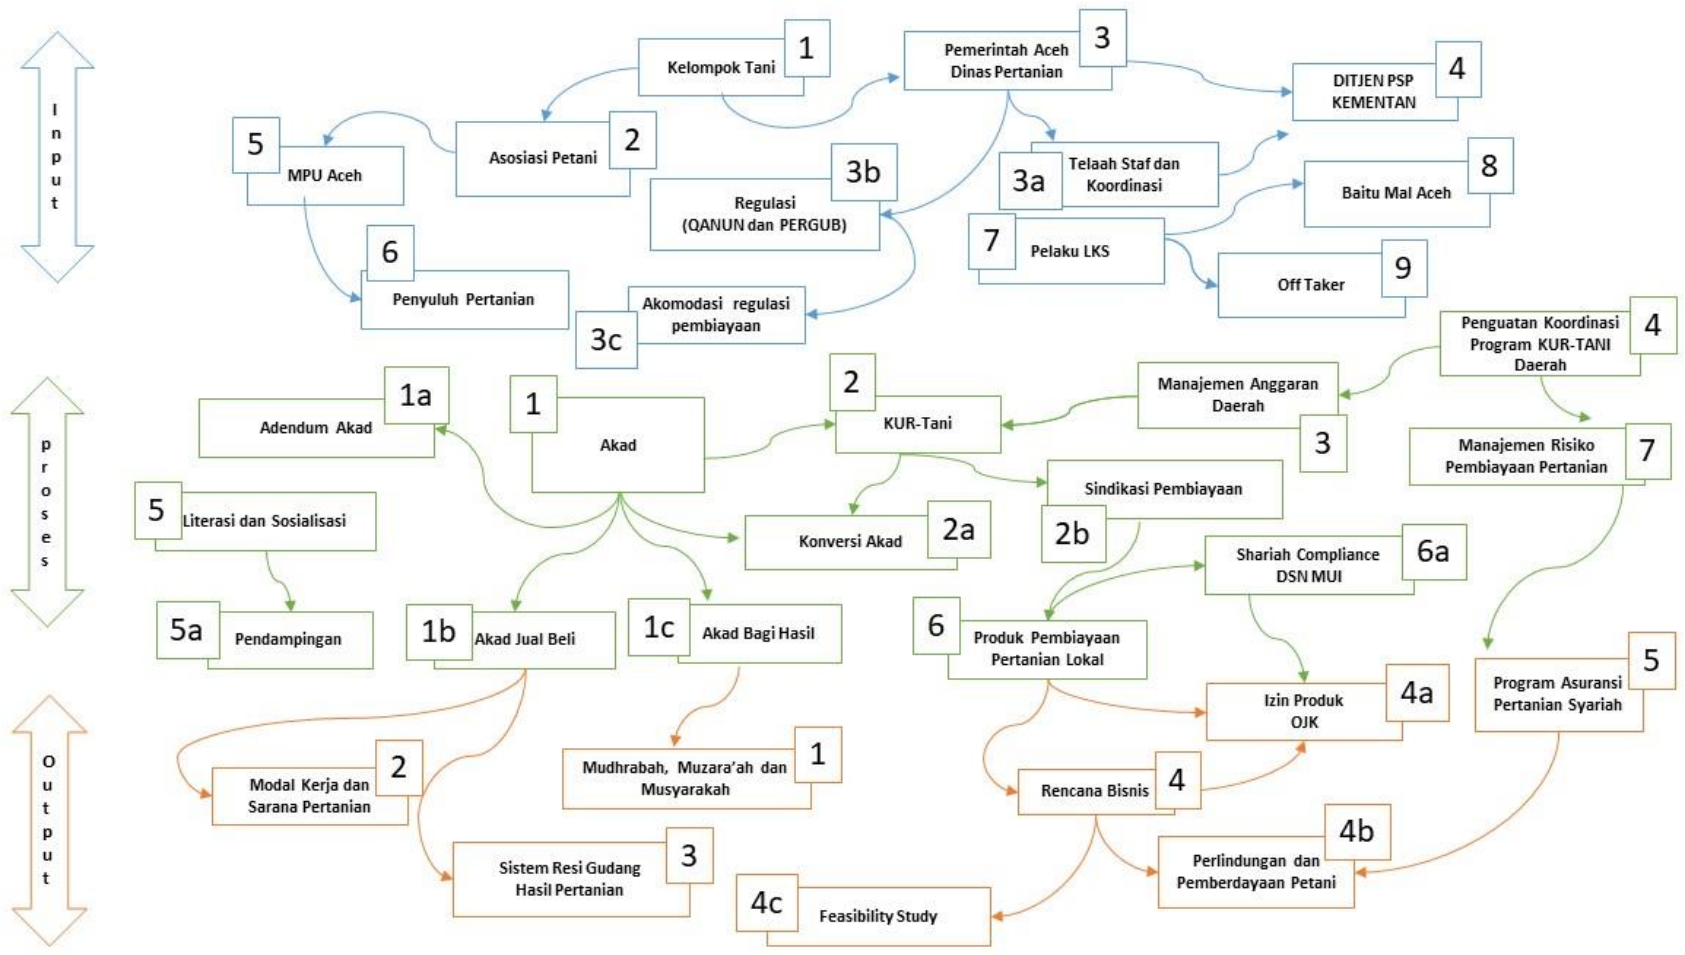 Input
1
Kelompok Tani
3
Pemerintah Aceh
Dinas Pertanian
4
DITJEN PSP
KEMENTAN
5
MPU Aceh
2
Asosiasi Petani
3b
Regulasi
(QANUN dan PERGUB)
3a
Telaah Staf dan
Koordinasi
8
Baitu Mal Aceh
7
Pelaku LKS
9
Off Taker
6
Penyuluh Pertanian
3c
Akomodasi regulasi
pembiayaan
proses
4
Penguatan Koordinasi
Program KUR-TANI
Daerah
1a
Adendum Akad
1
Akad
2
KUR-Tani
Manajemen Anggaran
Daerah
3
7
Manajemen Risiko
Pembiayaan Pertanian
5
Literasi dan Sosialisasi
2a
Konversi Akad
Sindikasi Pembiayaan
2b
6a
Shariah Compliance
DSN MUI
5a
Pendampingan
1b
Akad Jual Beli
1c
Akad Bagi Hasil
6
Produk Pembiayaan
Pertanian Lokal
Output
4a
Izin Produk
OJK
5
Program Asuransi
Pertanian Syariah
2
Modal Kerja dan
Sarana Pertanian
1
Mudhrabah, Muzara’ah dan
Musyarakah
4
Rencana Bisnis
3
Sistem Resi Gudang
Hasil Pertanian
4b
Perlindungan dan
Pemberdayaan Petani
4c
Feasibility Study